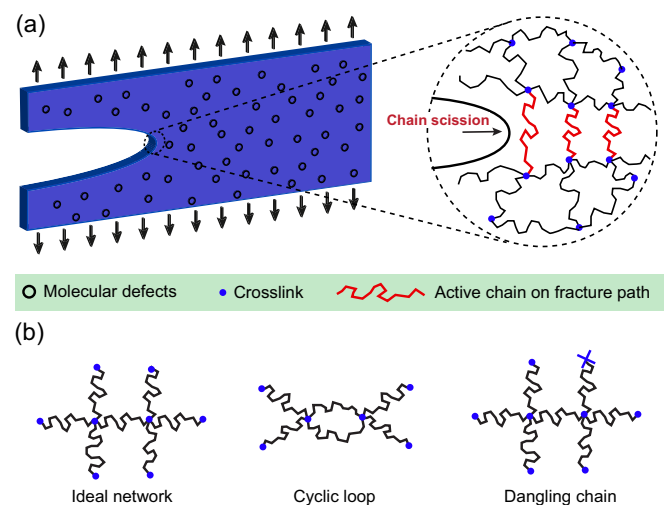 (a)
Chain scission
Molecular defects
Crosslink
Active chain on fracture path
(b)
Ideal network
Cyclic loop
Dangling chain